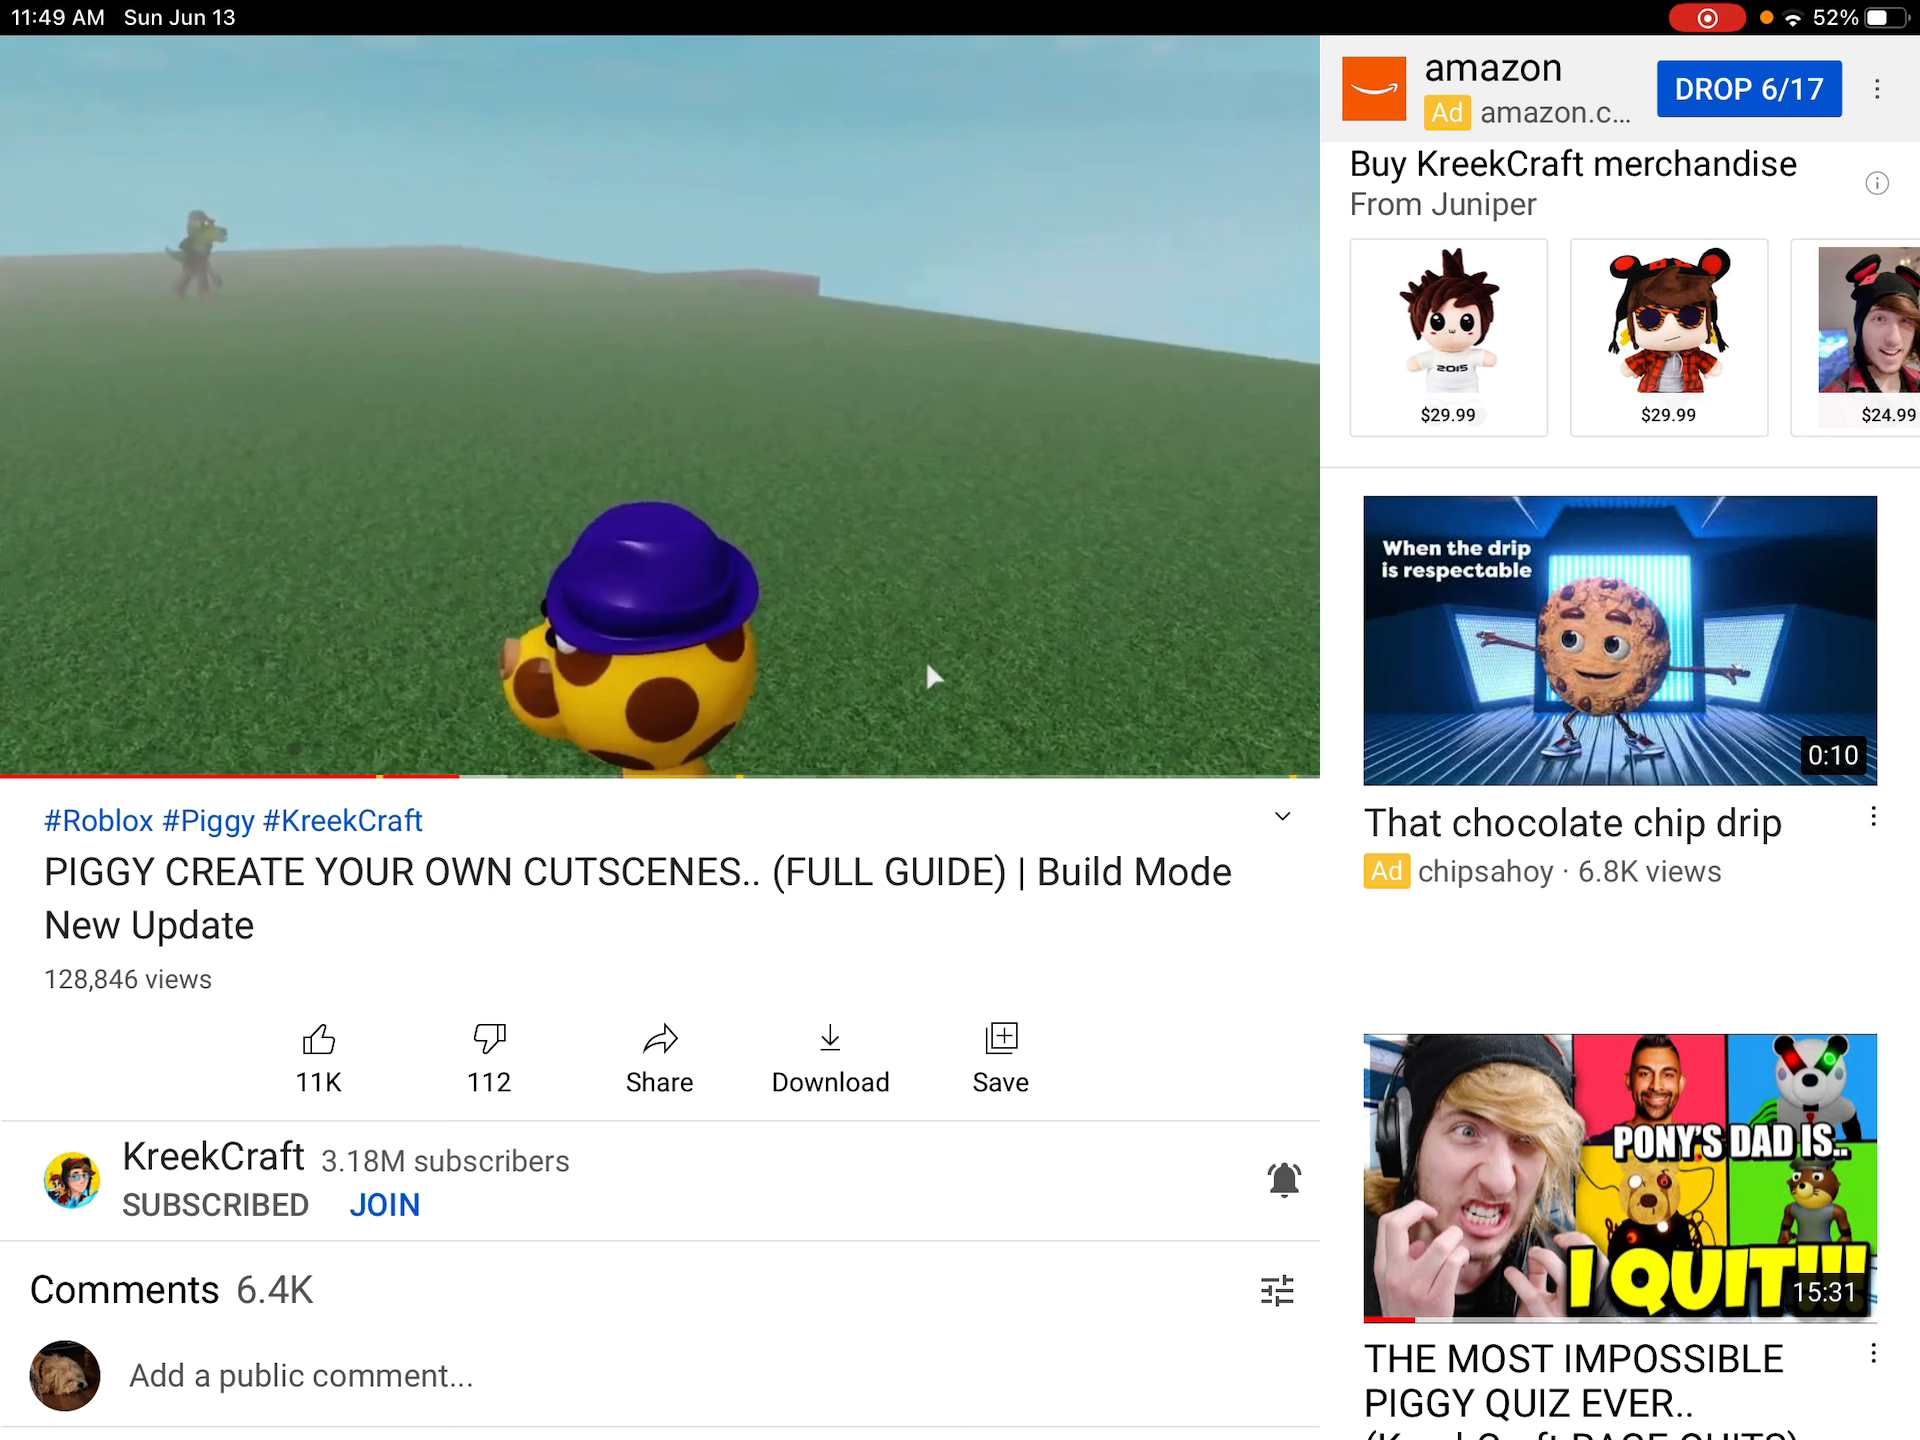 11:49 AM Sun Jun 13
52%
amazon
Ad amazon.c...
DROP 6/17
Buy KreekCraft merchandise
From Juniper
2015
$29.99
$29.99
$24.99
When the drip
is respectable
0:10
That chocolate chip drip
Ad chipsahoy · 6.8K views
#Roblox #Piggy #KreekCraft
PIGGY CREATE YOUR OWN CUTSCENES.. (FULL GUIDE) | Build Mode
New Update
128,846 views
11K
112
Share
Download
Save
KreekCraft 3.18M subscribers
SUBSCRIBED JOIN
Comments 6.4K
Add a public comment...
PONY'S DAD IS..
I QUIT!!!
15:31
THE MOST IMPOSSIBLE
PIGGY QUIZ EVER..
(KreekCraft RAGE QUITS)